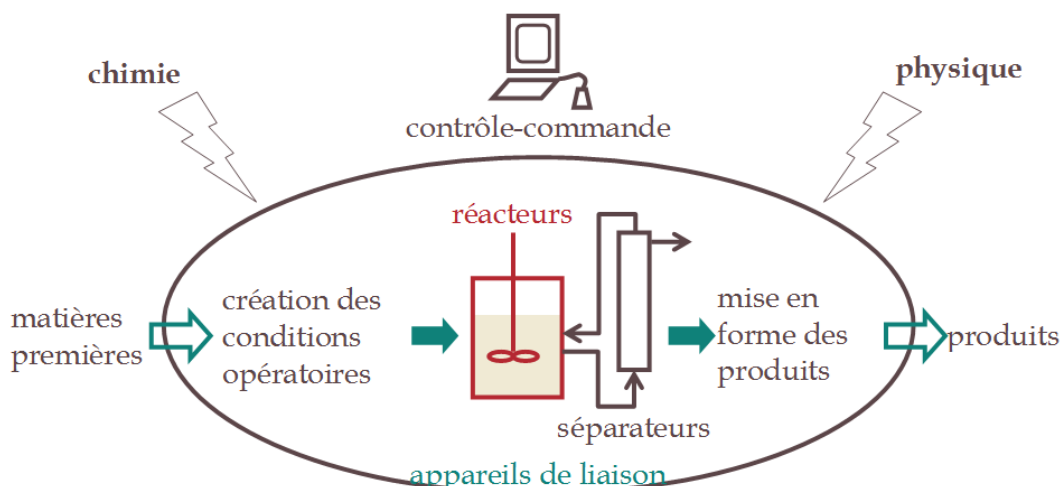 chimie
physique
contrôle-commande
réacteurs
matières
premières
création des
conditions
opératoires
mise en
forme des
produits
produits
séparateurs
appareils de liaison